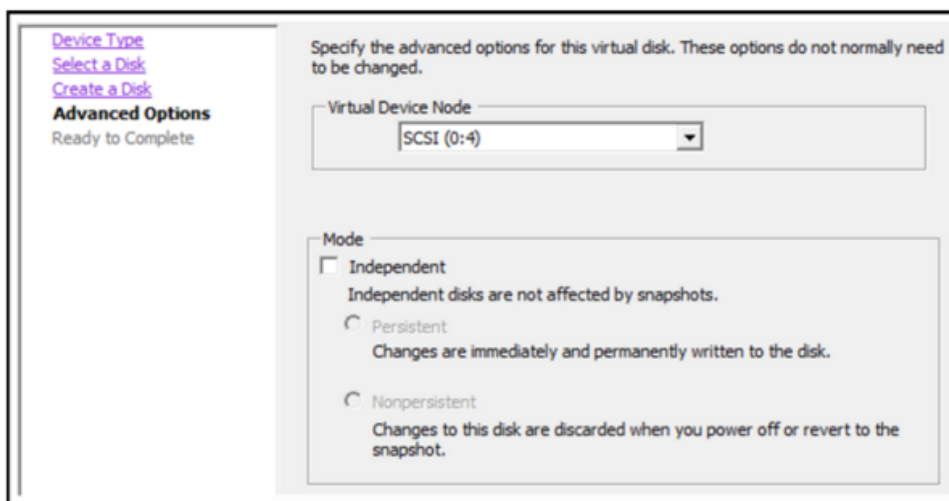 Device Type
Select a Disk
Create a Disk
Advanced Options
Ready to Complete
Specify the advanced options for this virtual disk. These options do not normally need
to be changed.
Virtual Device Node
SCSI (0:4)
Mode
Independent
Independent disks are not affected by snapshots.
Persistent
Changes are immediately and permanently written to the disk.
Nonpersistent
Changes to this disk are discarded when you power off or revert to the
snapshot.